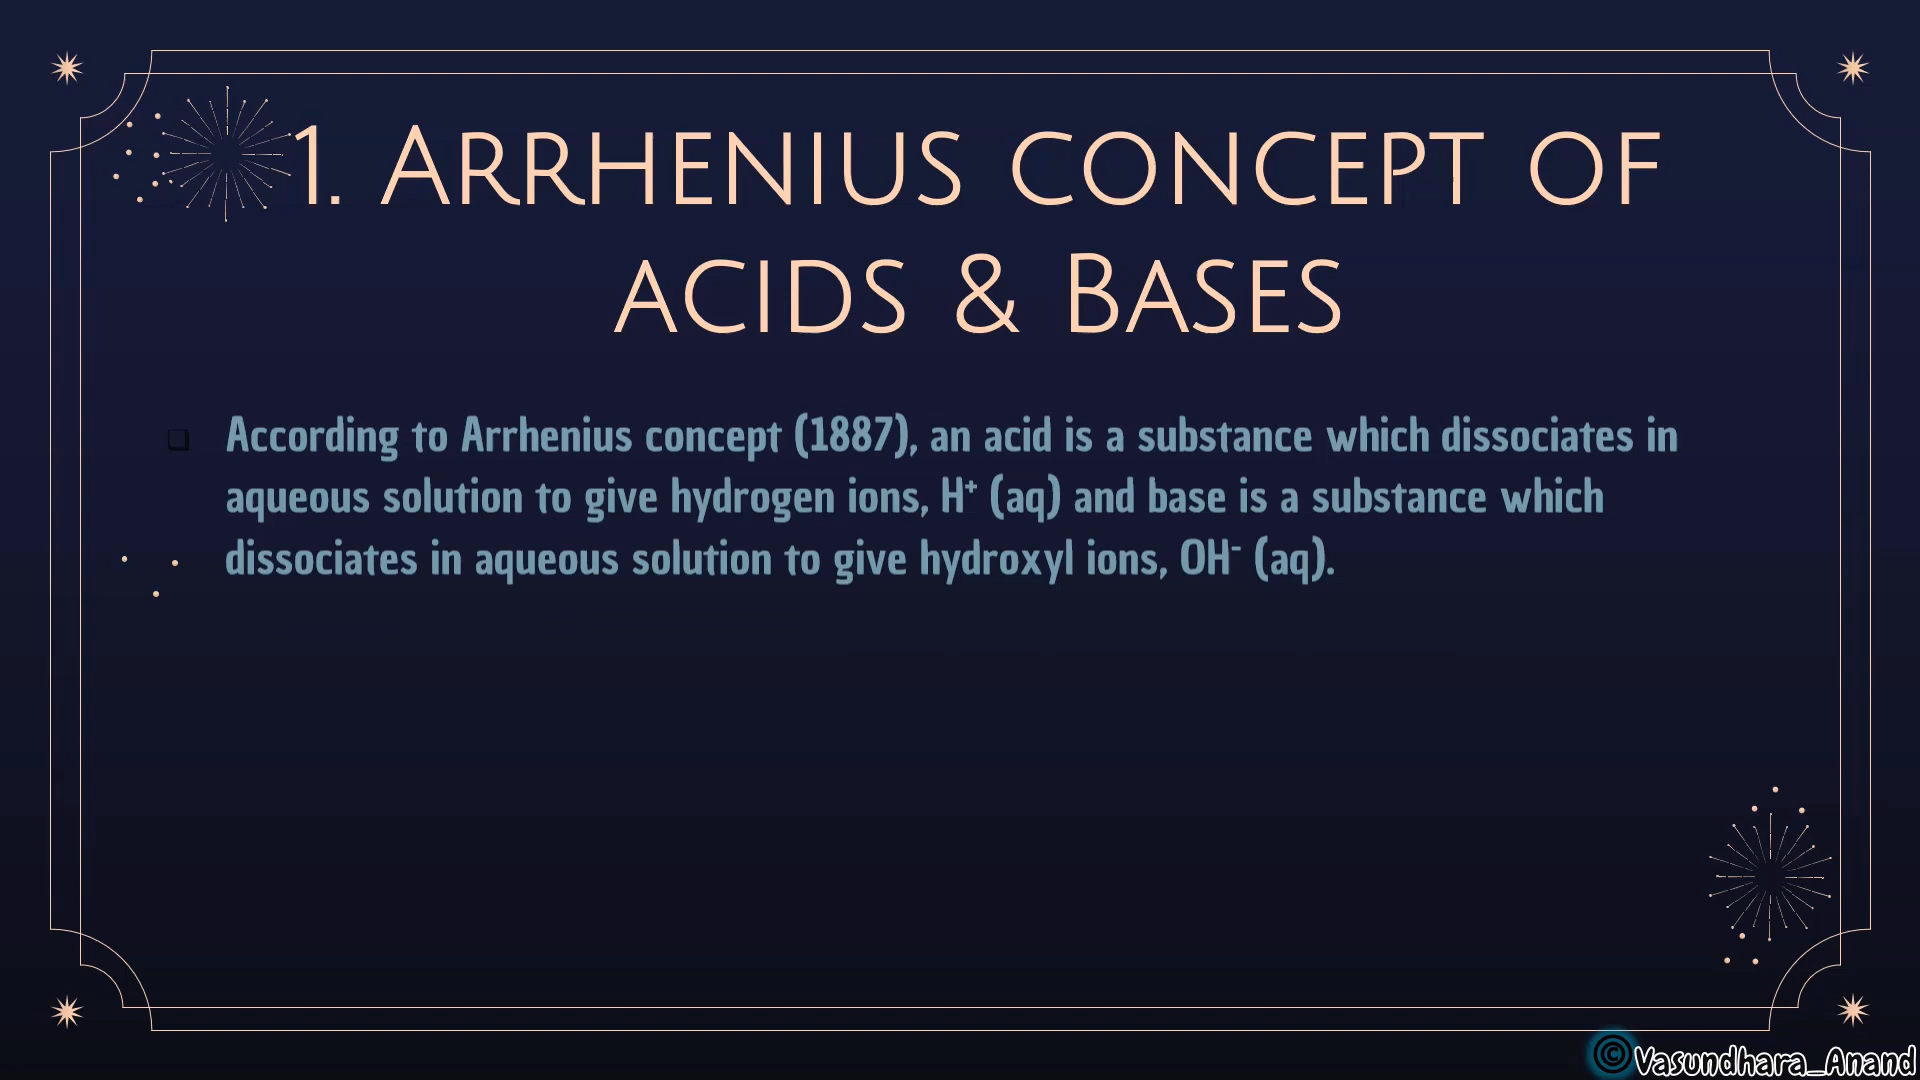 1. Arrhenius concept of
acids & Bases
❑ According to Arrhenius concept (1887), an acid is a substance which dissociates in
aqueous solution to give hydrogen ions, H⁺ (aq) and base is a substance which
dissociates in aqueous solution to give hydroxyl ions, OH⁻ (aq).
© Vasundhara_Anand